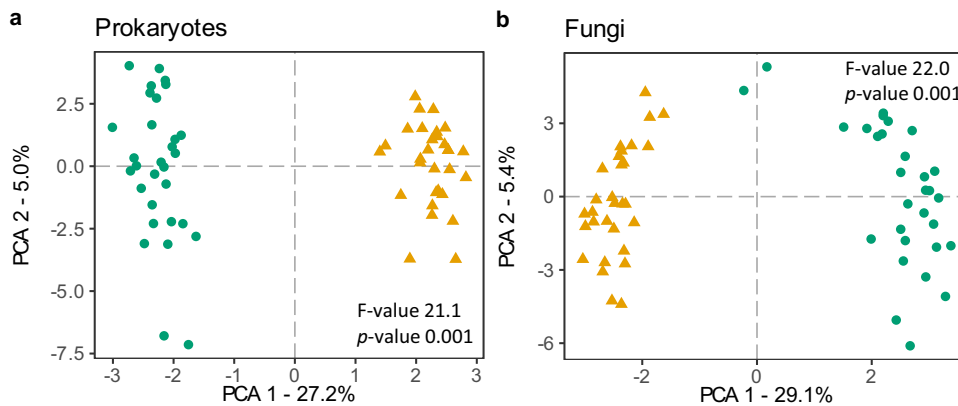 a
Prokaryotes
2.5
0.0
-2.5
-5.0
-7.5
PCA 2 - 5.0%
F-value 21.1
p-value 0.001
-3
-2
-1
0
1
2
3
PCA 1 - 27.2%
b
Fungi
F-value 22.0
p-value 0.001
3
0
-3
-6
PCA 2 - 5.4%
-2
0
2
PCA 1 - 29.1%